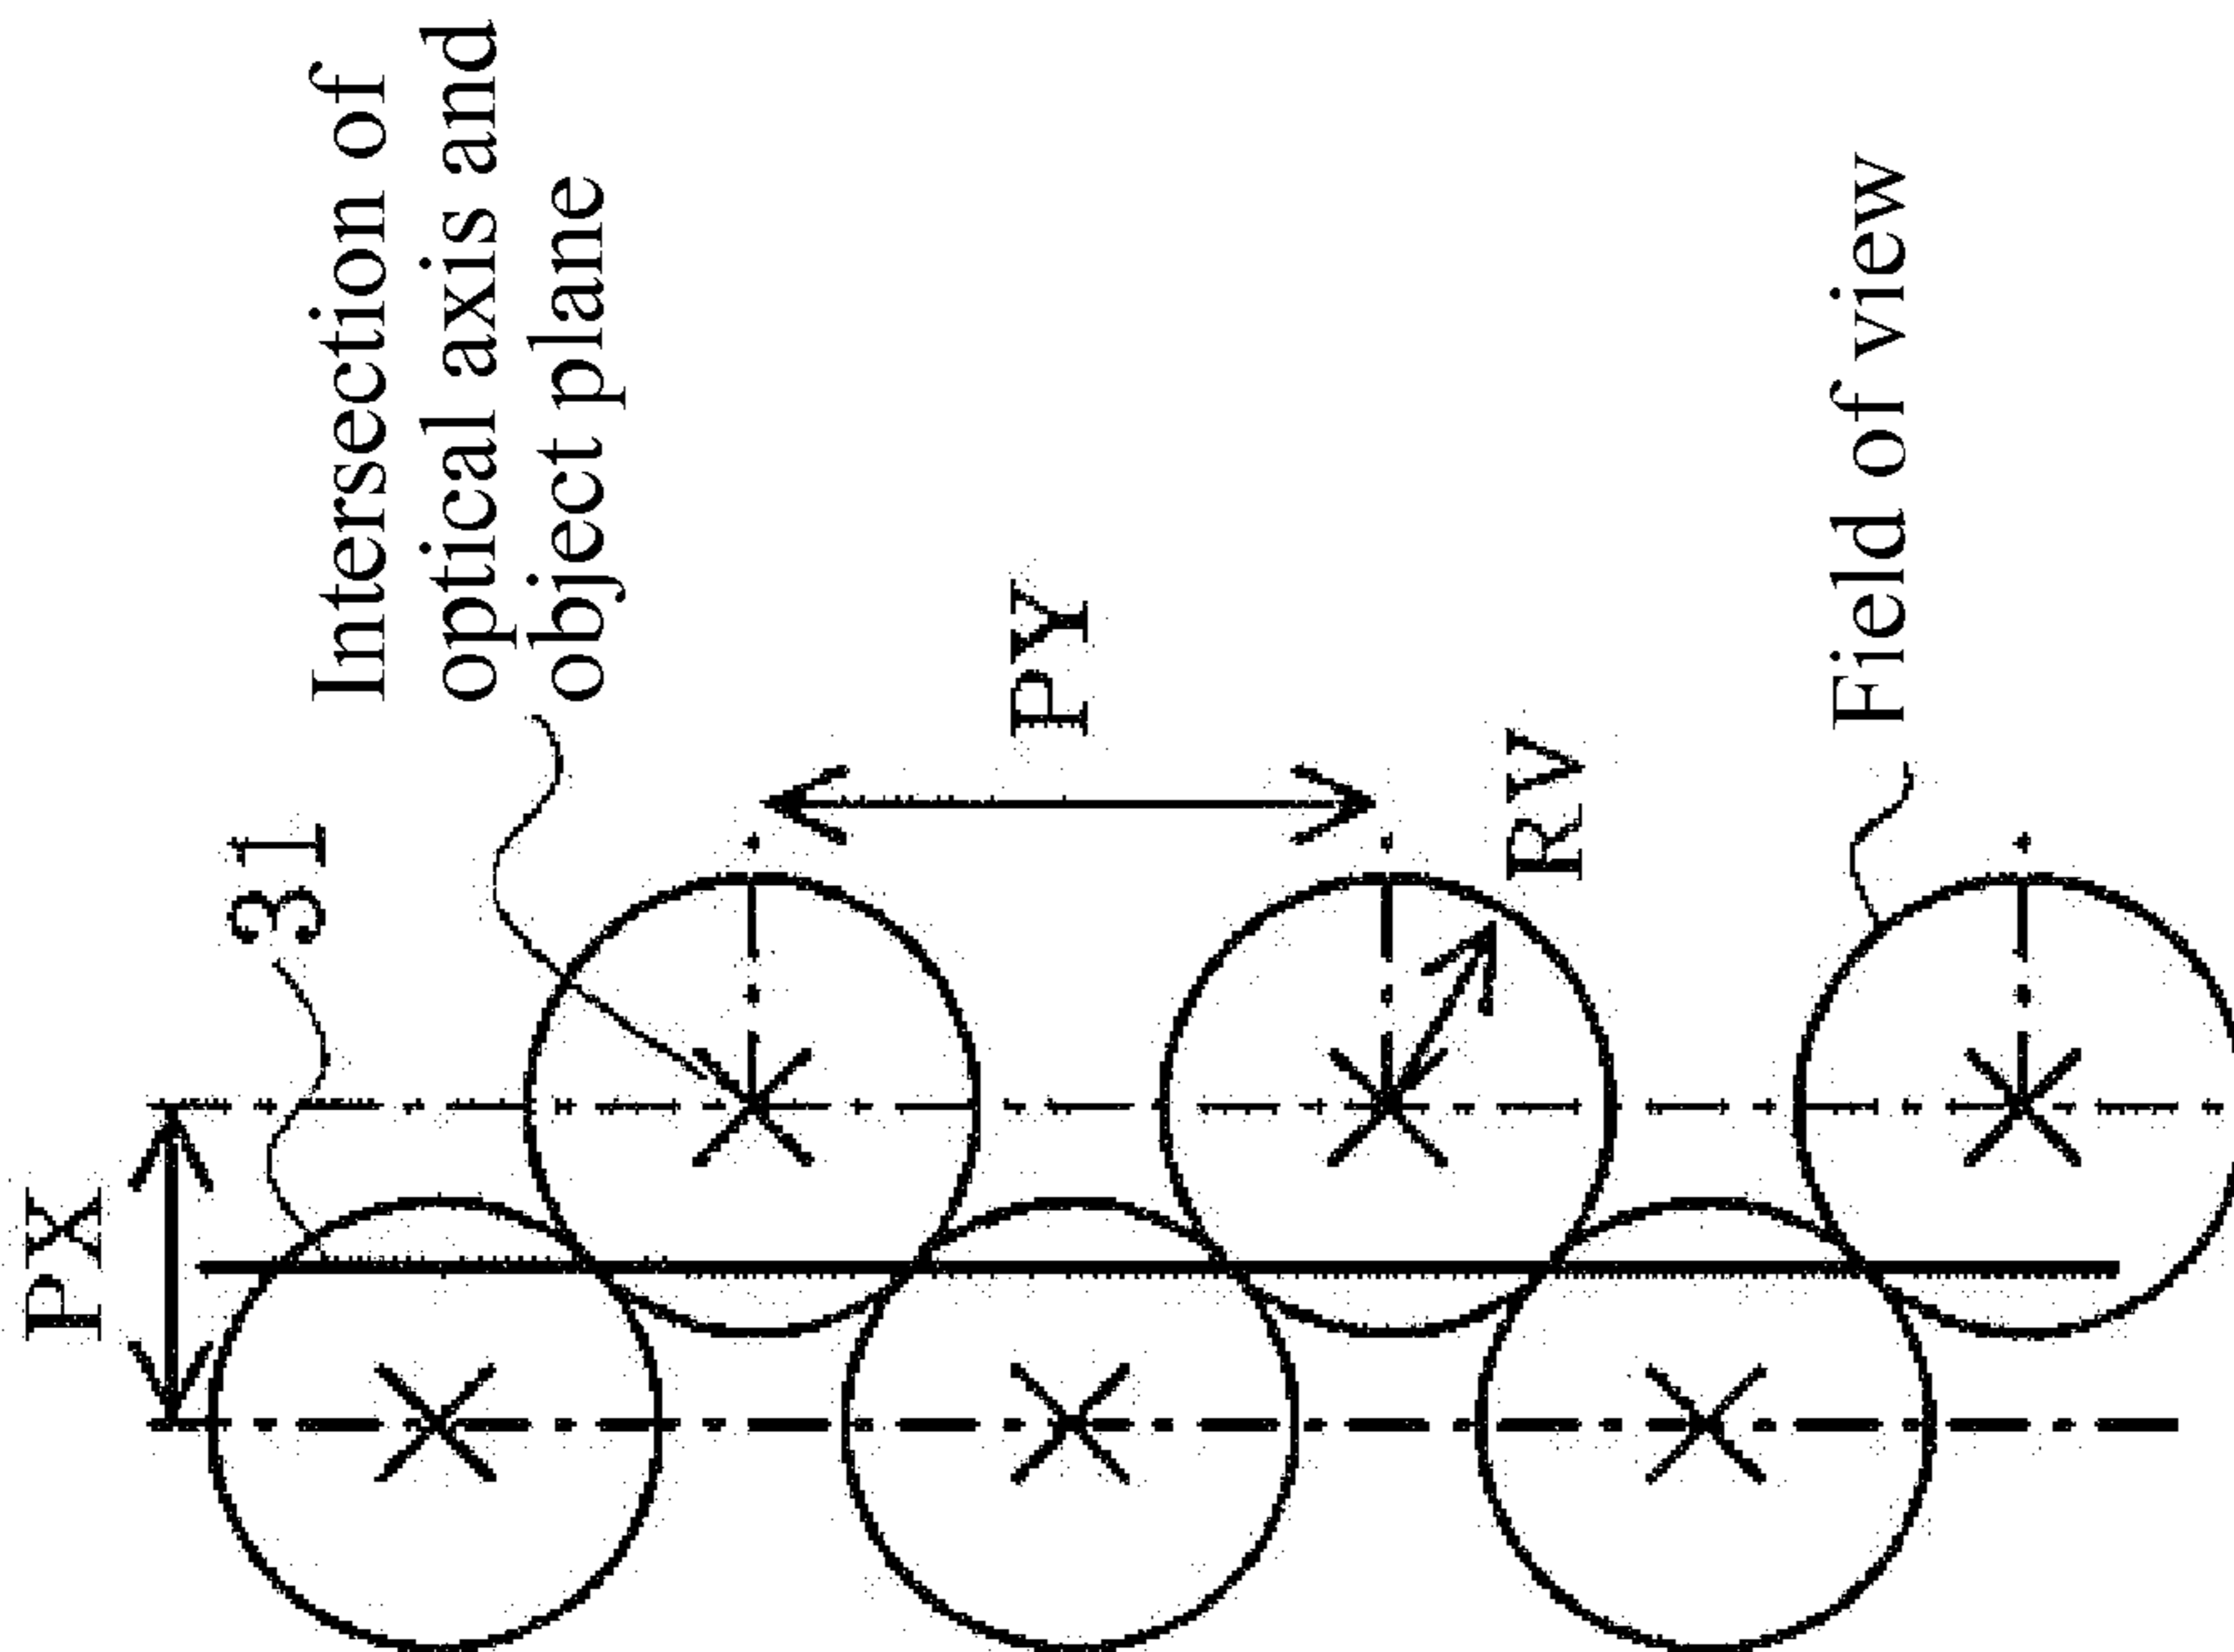 PX
31
Intersection of
optical axis and
object plane
PY
RV
Field of view